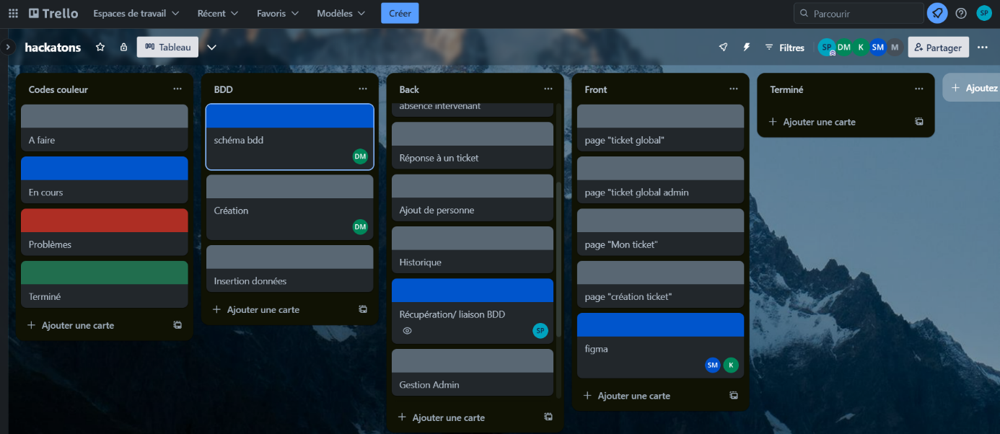 Trello
Espaces de travail
Récent
Favoris
Modèles
Créer
Parcourir
SP
hackatons
Tableau
Filtres
SP
DM
K
SM
M
Partager
Codes couleur
A faire
En cours
Problèmes
Terminé
Ajouter une carte
BDD
schéma bdd
DM
Création
DM
Insertion données
Ajouter une carte
Back
absence intervenant
Réponse à un ticket
Ajout de personne
Historique
Récupération/ liaison BDD
SP
Gestion Admin
Ajouter une carte
Front
page "ticket global"
page "ticket global admin
page "Mon ticket"
page "création ticket"
figma
SM
K
Ajouter une carte
Terminé
Ajouter une carte
Ajoutez